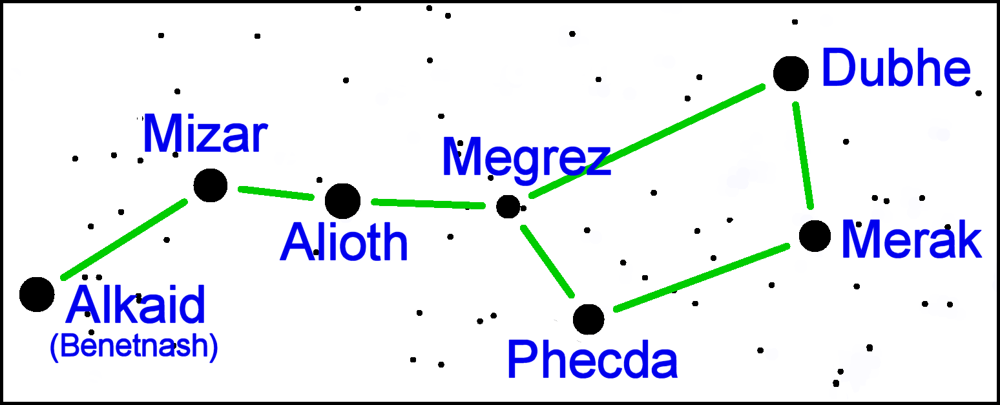 Dubhe
Mizar
Megrez
Alioth
Merak
Alkaid
(Benetnash)
Phecda